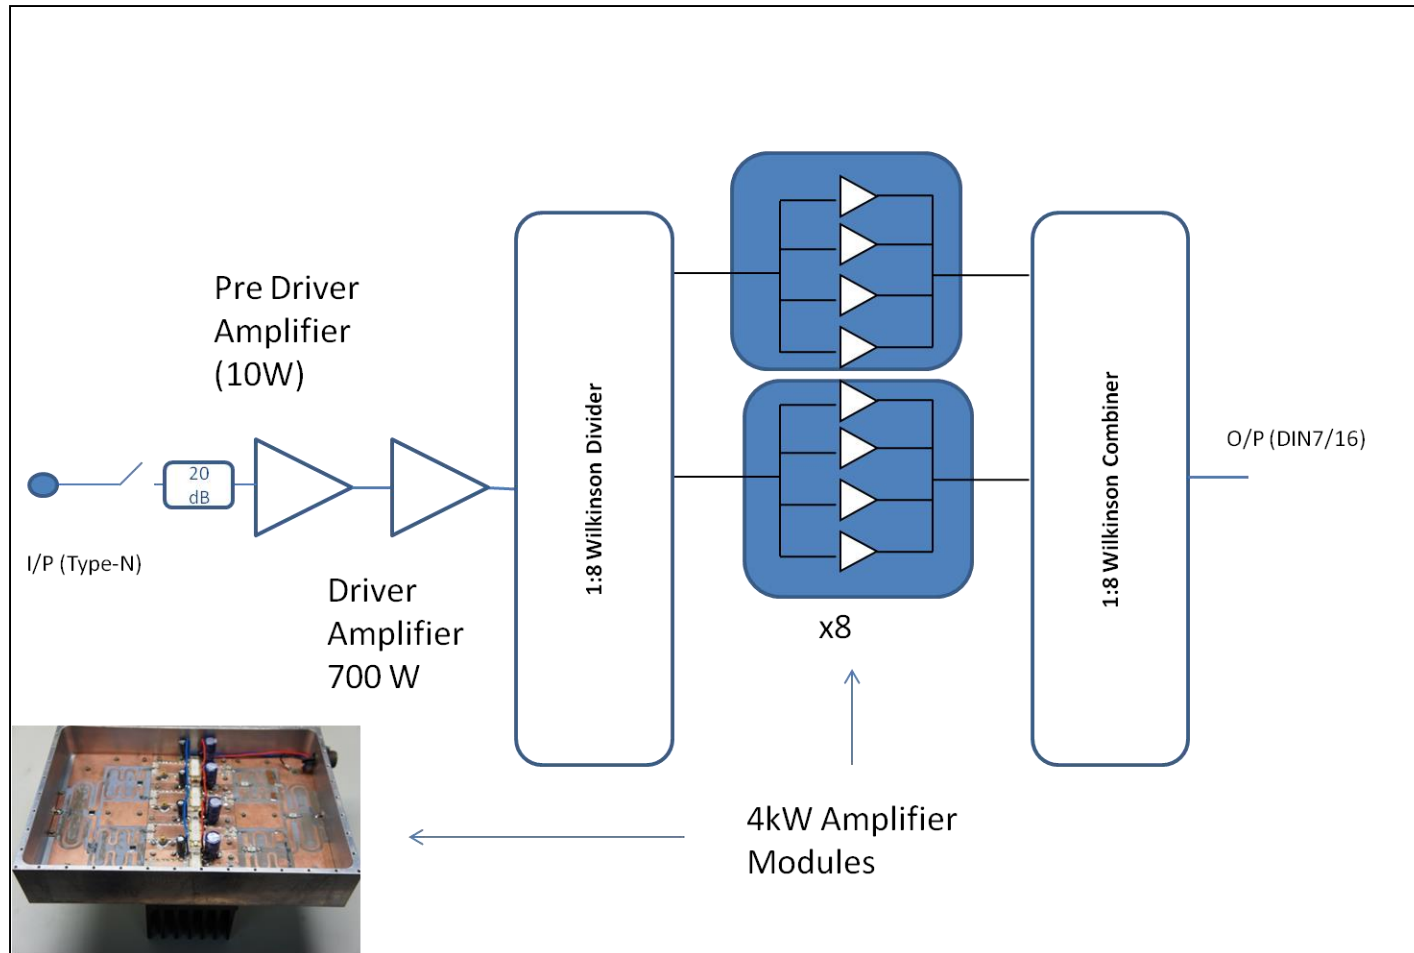 Pre Driver
Amplifier
(10W)
20
dB
I/P (Type-N)
Driver
Amplifier
700 W
1:8 Wilkinson Divider
x8
4kW Amplifier
Modules
1:8 Wilkinson Combiner
O/P (DIN7/16)